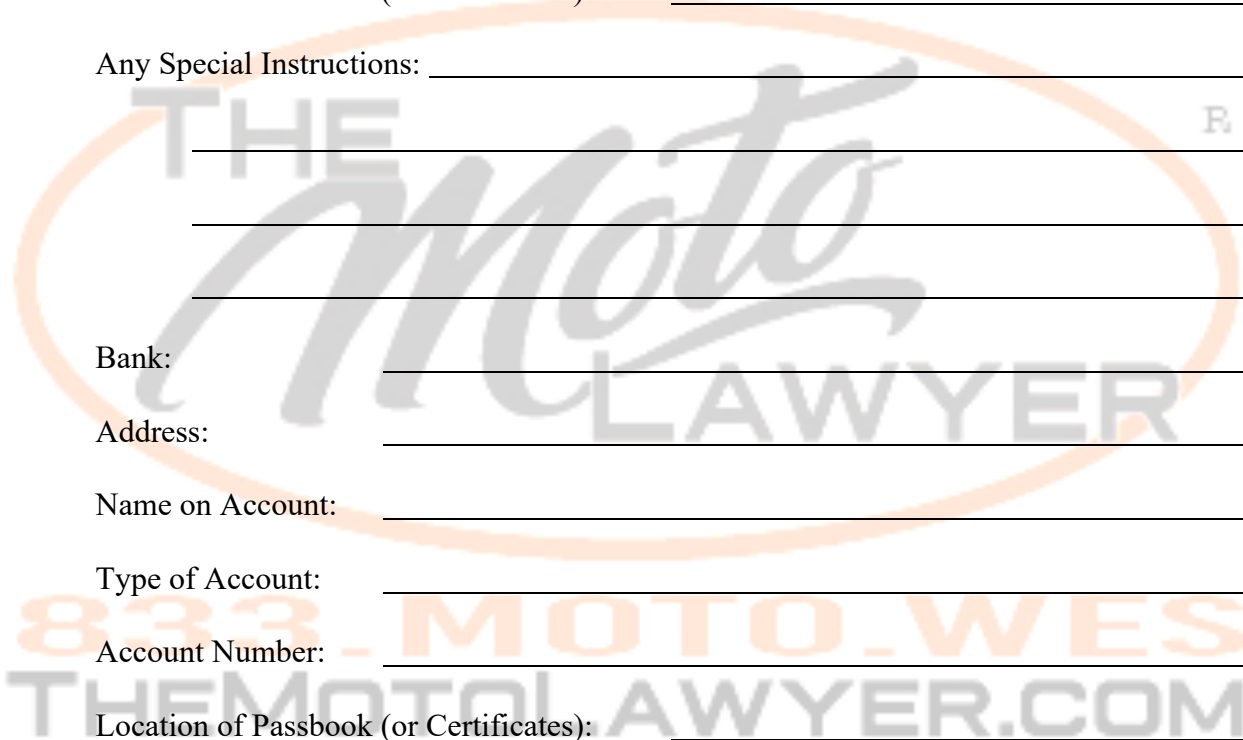 Any Special Instructions:
THE
R
Moto
Bank:
LAWYER
Address:
Name on Account:
Type of Account:
833-MOTO-WES
Account Number:
THEMOTOLAWYER.COM
Location of Passbook (or Certificates):